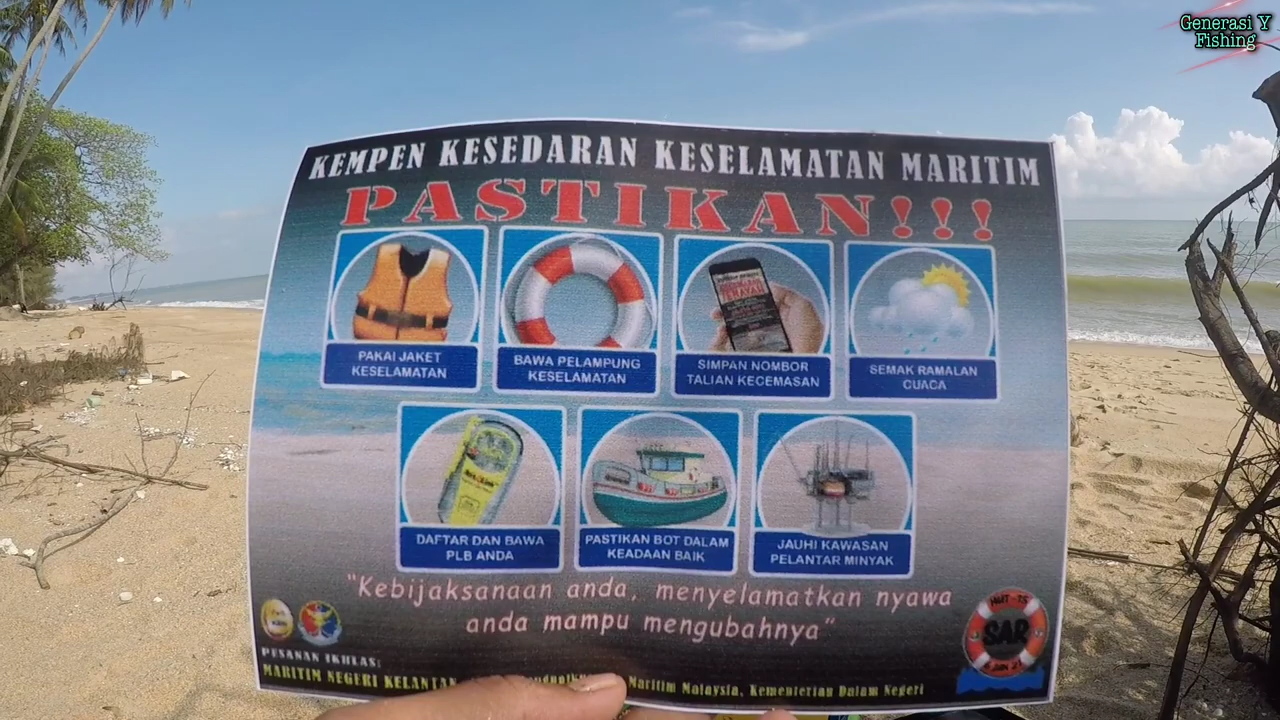 Generasi Y
Fishing
KEMPEN KESEDARAN KESELAMATAN MARITIM
PASTIKAN!!!
PAKAI JAKET
KESELAMATAN
BAWA PELAMPUNG
KESELAMATAN
SIMPAN NOMBOR
TALIAN KECEMASAN
SEMAK RAMALAN
CUACA
DAFTAR DAN BAWA
PLB ANDA
PASTIKAN BOT DALAM
KEADAAN BAIK
JAUHI KAWASAN
PELANTAR MINYAK
"Kebijaksanaan anda, menyelamatkan nyawa
anda mampu mengubahnya"
SAR
PESANAN IKHLAS:
MARITIM NEGERI KELANTAN Maritim Malaysia, Kementerian Dalam Negeri